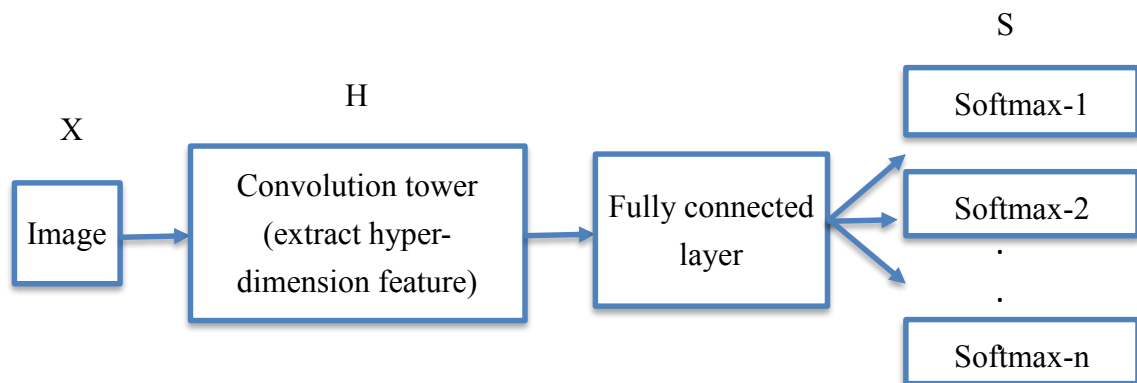 S
H
X
Softmax-1
Convolution tower
(extract hyper-
dimension feature)
Image
Fully connected
layer
Softmax-2
.
.
.
Softmax-n